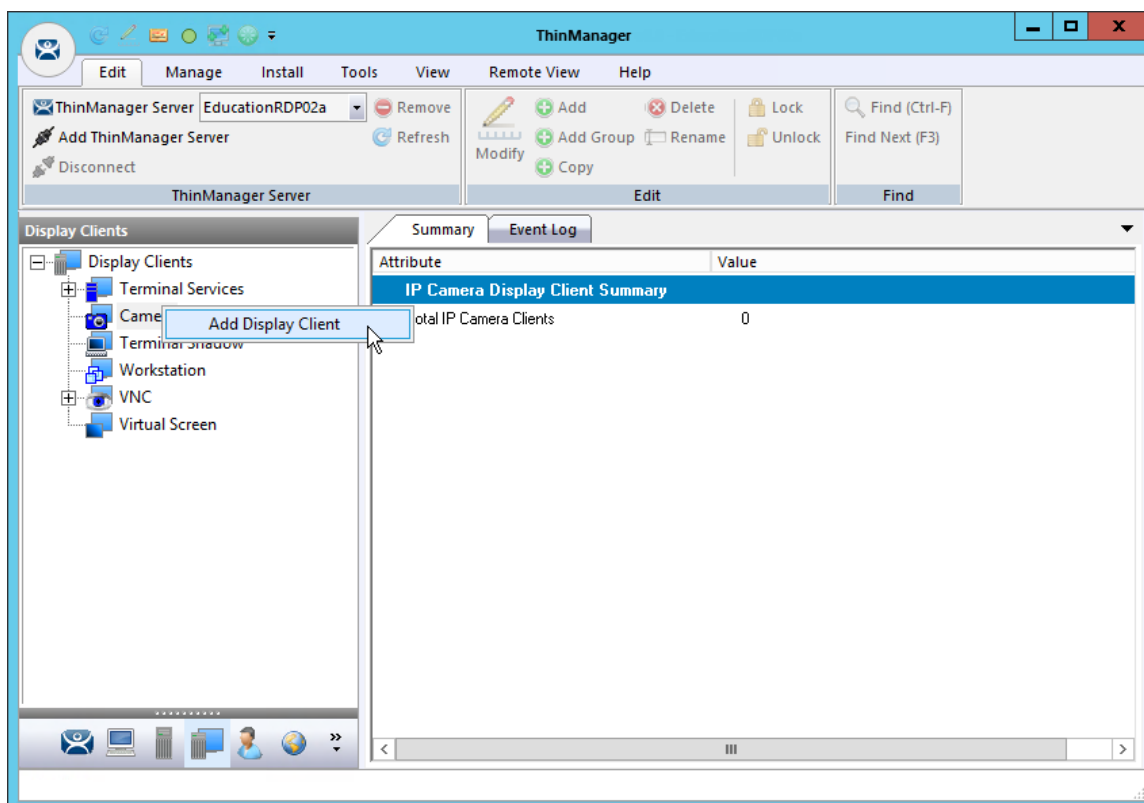 ThinManager
Edit Manage Install Tools View Remote View Help
ThinManager Server EducationRDP02a Remove
Add ThinManager Server Refresh
Disconnect
ThinManager Server
Modify
Add Delete Lock
Add Group Rename Unlock
Copy
Edit
Find (Ctrl-F)
Find Next (F3)
Find
Display Clients
Display Clients
Terminal Services
Came
Add Display Client
Terminal Shadow
Workstation
VNC
Virtual Screen
Summary Event Log
Attribute Value
IP Camera Display Client Summary
otal IP Camera Clients 0